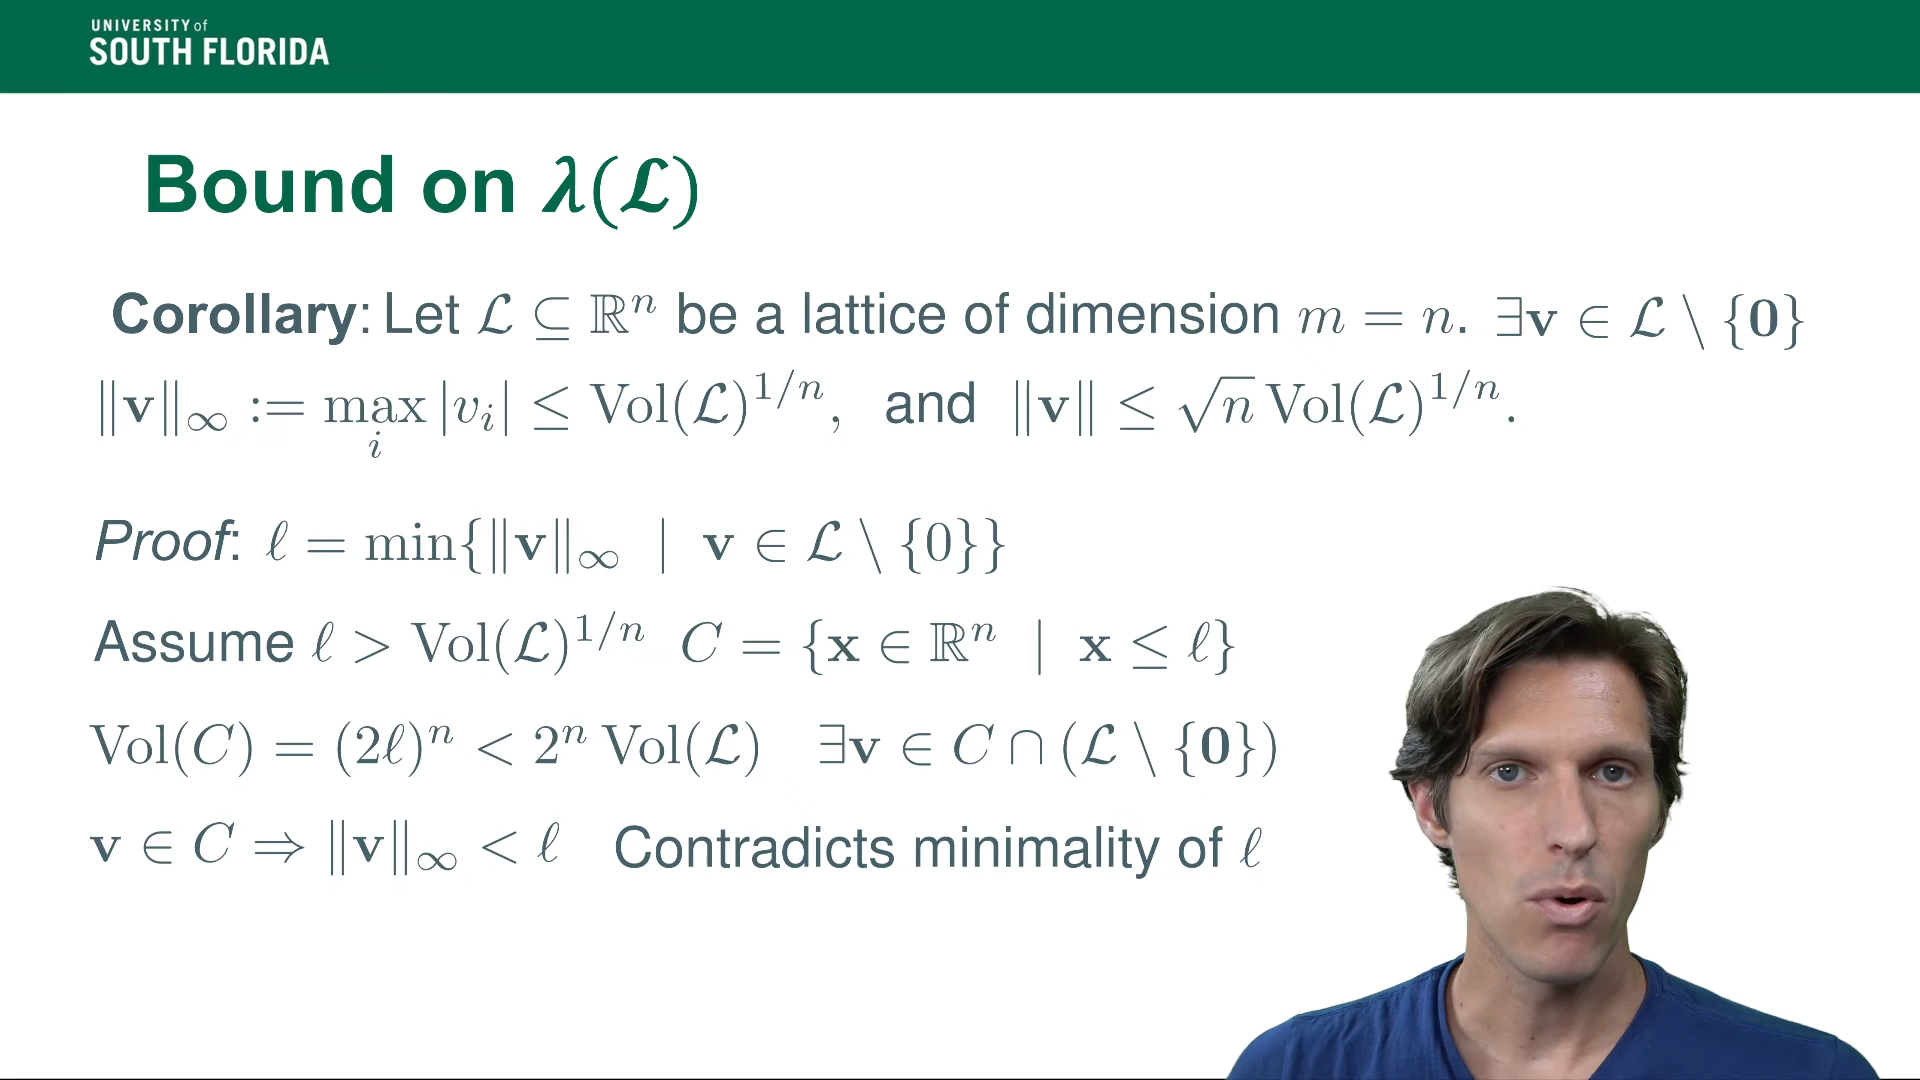 UNIVERSITY of
SOUTH FLORIDA
Bound on λ(ℒ)
Corollary: Let ℒ ⊆ ℝⁿ be a lattice of dimension m = n. ∃v ∈ ℒ \ {0}
‖v‖∞ := max_i |v_i| ≤ Vol(ℒ)^{1/n}, and ‖v‖ ≤ √n Vol(ℒ)^{1/n}.
Proof: ℓ = min{‖v‖∞ | v ∈ ℒ \ {0}}
Assume ℓ > Vol(ℒ)^{1/n} C = {x ∈ ℝⁿ | x ≤ ℓ}
Vol(C) = (2ℓ)ⁿ < 2ⁿ Vol(ℒ) ∃v ∈ C ∩ (ℒ \ {0})
v ∈ C ⇒ ‖v‖∞ < ℓ Contradicts minimality of ℓ